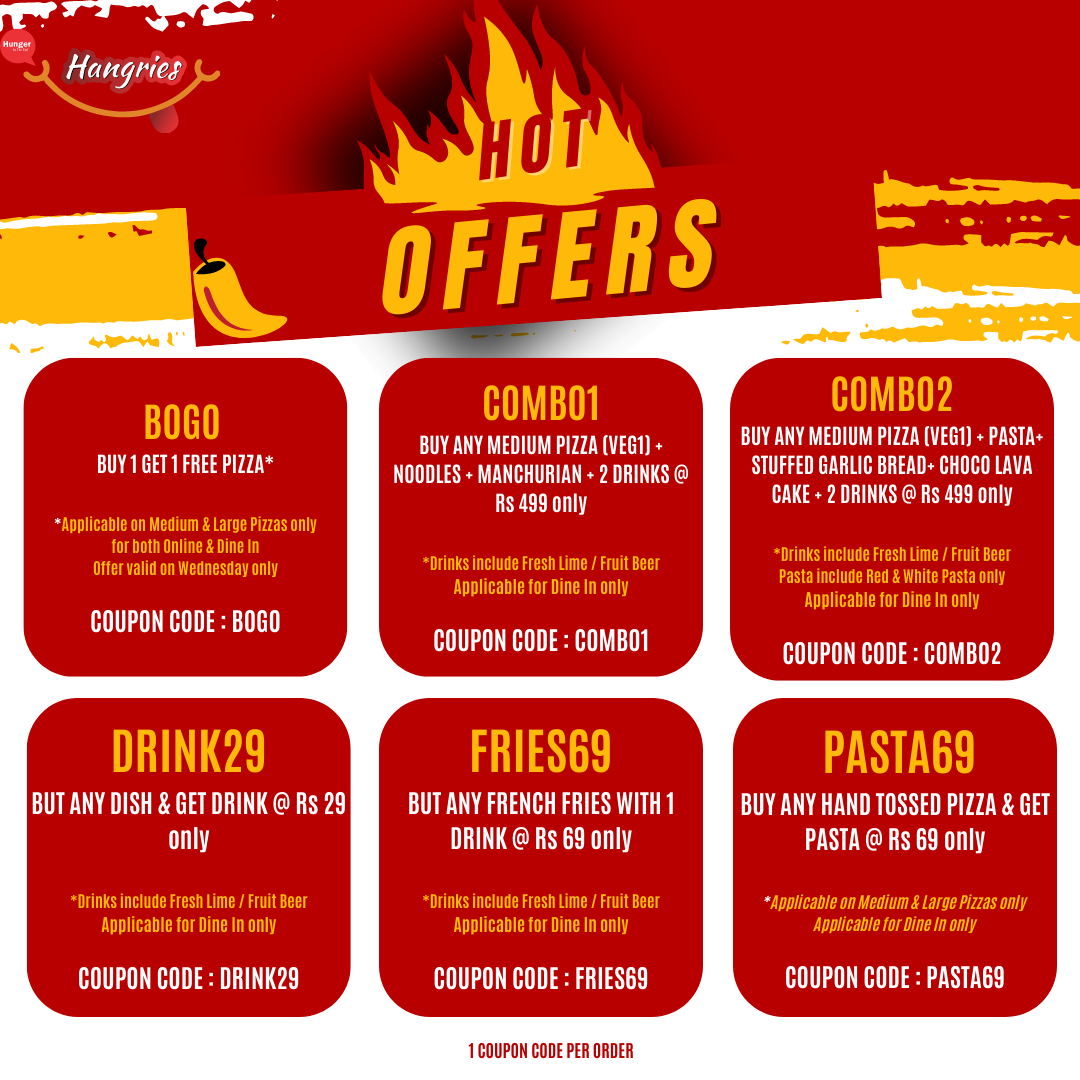 Hunger
Hangries
HOT
OFFERS
BOGO
BUY 1 GET 1 FREE PIZZA*
*Applicable on Medium & Large Pizzas only
for both Online & Dine In
Offer valid on Wednesday only
COUPON CODE : BOGO
COMBO1
BUY ANY MEDIUM PIZZA (VEG1) +
NOODLES + MANCHURIAN + 2 DRINKS @
Rs 499 only
*Drinks include Fresh Lime / Fruit Beer
Applicable for Dine In only
COUPON CODE : COMBO1
COMBO2
BUY ANY MEDIUM PIZZA (VEG1) + PASTA+
STUFFED GARLIC BREAD+ CHOCO LAVA
CAKE + 2 DRINKS @ Rs 499 only
*Drinks include Fresh Lime / Fruit Beer
Pasta include Red & White Pasta only
Applicable for Dine In only
COUPON CODE : COMBO2
DRINK29
BUT ANY DISH & GET DRINK @ Rs 29
only
*Drinks include Fresh Lime / Fruit Beer
Applicable for Dine In only
COUPON CODE : DRINK29
FRIES69
BUT ANY FRENCH FRIES WITH 1
DRINK @ Rs 69 only
*Drinks include Fresh Lime / Fruit Beer
Applicable for Dine In only
COUPON CODE : FRIES69
PASTA69
BUY ANY HAND TOSSED PIZZA & GET
PASTA @ Rs 69 only
*Applicable on Medium & Large Pizzas only
Applicable for Dine In only
COUPON CODE : PASTA69
1 COUPON CODE PER ORDER